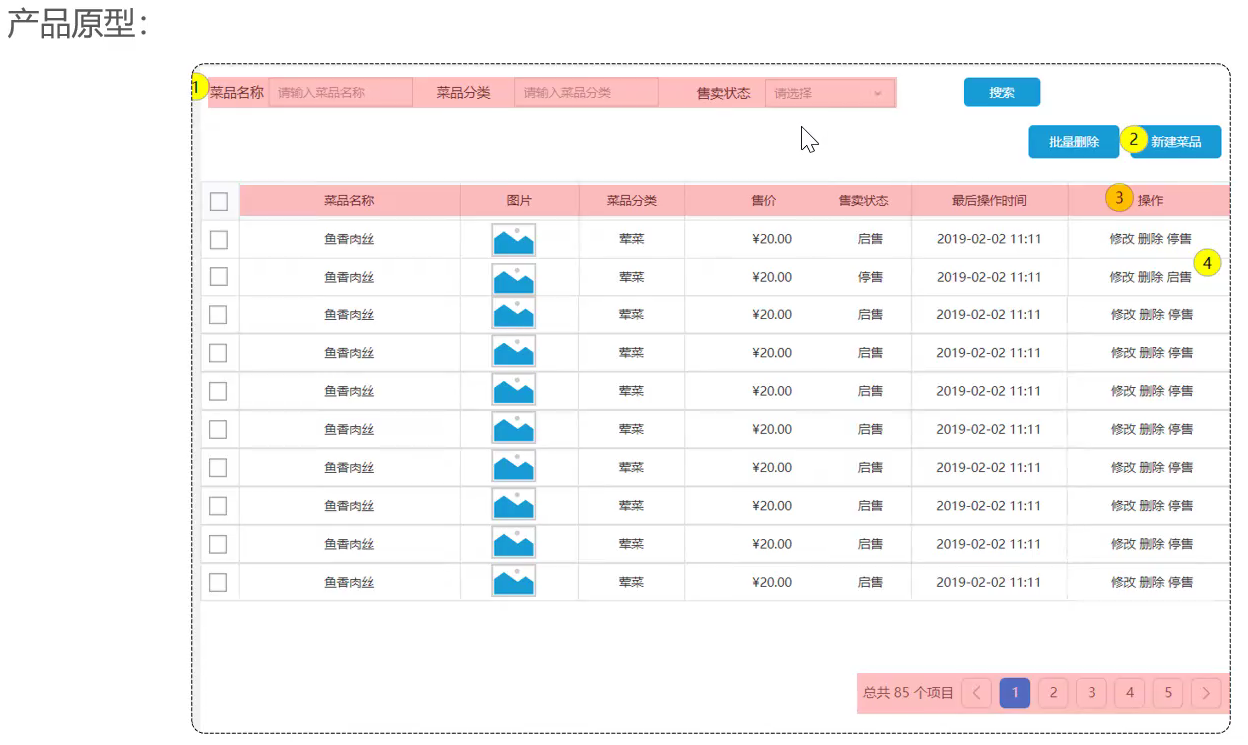 产品原型：
1 菜品名称 请输入菜品名称 菜品分类 请输入菜品分类 售卖状态 请选择 搜索
批量删除 2 新建菜品
菜品名称 图片 菜品分类 售价 售卖状态 最后操作时间 3 操作
鱼香肉丝 荤菜 ¥20.00 启售 2019-02-02 11:11 修改 删除 停售
4
鱼香肉丝 荤菜 ¥20.00 停售 2019-02-02 11:11 修改 删除 启售
鱼香肉丝 荤菜 ¥20.00 启售 2019-02-02 11:11 修改 删除 停售
鱼香肉丝 荤菜 ¥20.00 启售 2019-02-02 11:11 修改 删除 停售
鱼香肉丝 荤菜 ¥20.00 启售 2019-02-02 11:11 修改 删除 停售
鱼香肉丝 荤菜 ¥20.00 启售 2019-02-02 11:11 修改 删除 停售
鱼香肉丝 荤菜 ¥20.00 启售 2019-02-02 11:11 修改 删除 停售
鱼香肉丝 荤菜 ¥20.00 启售 2019-02-02 11:11 修改 删除 停售
鱼香肉丝 荤菜 ¥20.00 启售 2019-02-02 11:11 修改 删除 停售
鱼香肉丝 荤菜 ¥20.00 启售 2019-02-02 11:11 修改 删除 停售
总共 85 个项目 1 2 3 4 5